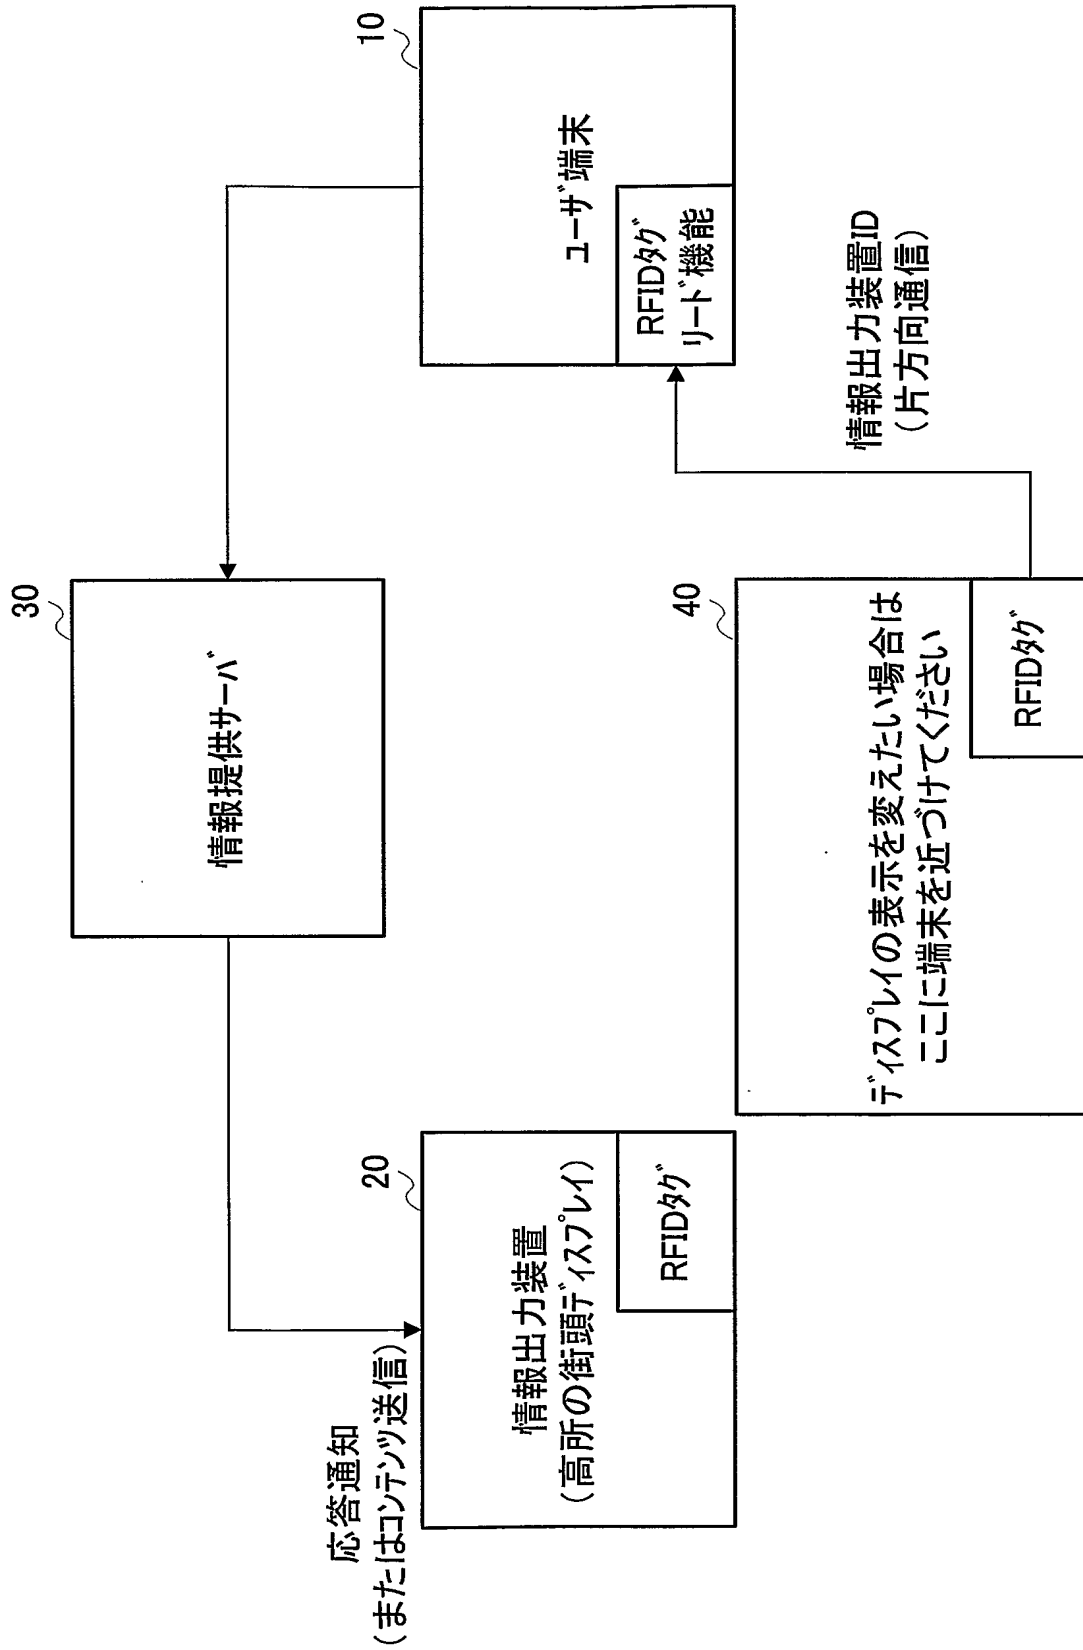 30
情報提供サーバ
10
ユーザ端末
RFIDタグ
リード機能
応答通知
(またはコンテンツ送信)
20
情報出力装置
(高所の街頭ディスプレイ)
RFIDタグ
40
ディスプレイの表示を変えたい場合は
ここに端末を近づけてください
RFIDタグ
情報出力装置ID
(片方向通信)